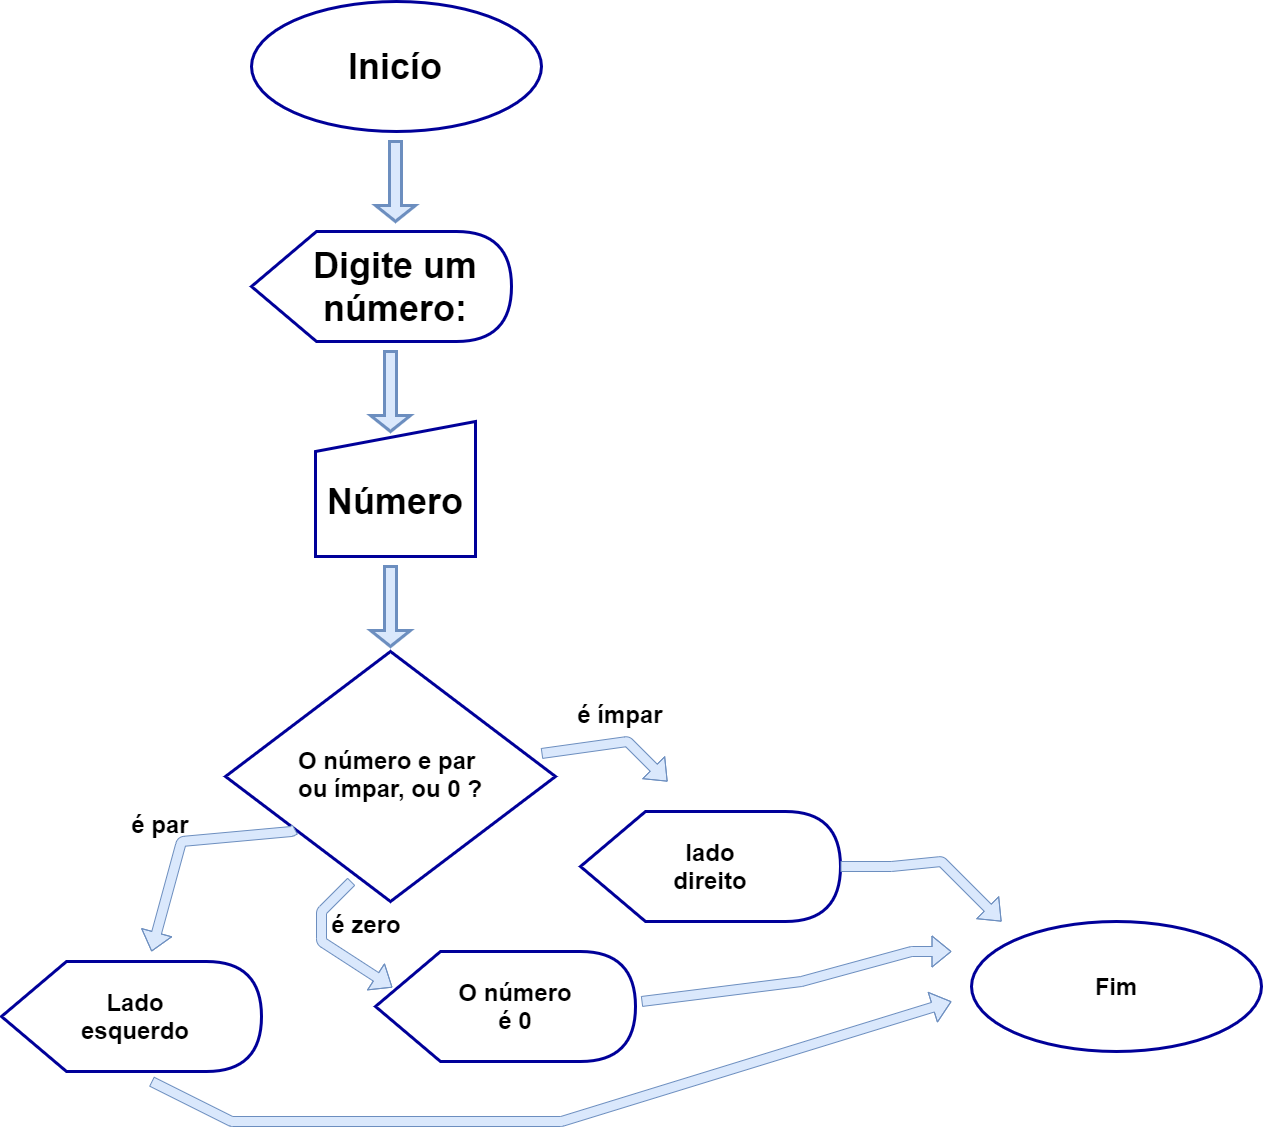 Inicío
Digite um
número:
Número
O número e par
ou ímpar, ou 0 ?
é ímpar
é par
é zero
lado
direito
Lado
esquerdo
O número
é 0
Fim